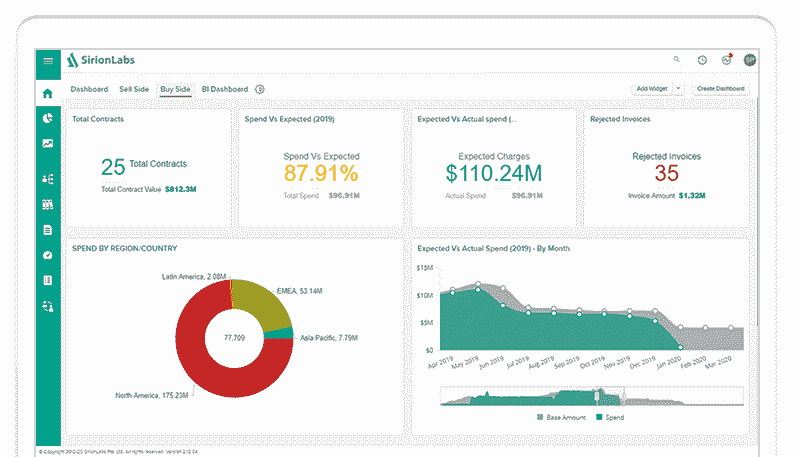 SirionLabs
Dashboard Sell Side Buy Side BI Dashboard
Add Widget Create Dashboard
Total Contracts
25 Total Contracts
Total Contract Value $812.3M
Spend Vs Expected (2019)
Spend Vs Expected
87.91%
Total Spend $96.91M
Expected Vs Actual spend (...
Expected Charges
$110.24M
Actual Spend $96.91M
Rejected Invoices
Rejected Invoices
35
Invoice Amount $1.32M
SPEND BY REGION/COUNTRY
Latin America, 2.08M
EMEA, 53.14M
77,709
Asia Pacific, 7.79M
North America, 175.23M
Expected Vs Actual Spend (2019) - By Month
$15M
$10M
$5M
$0
Apr 2019 May 2019 Jun 2019 Jul 2019 Aug 2019 Sep 2019 Oct 2019 Nov 2019 Dec 2019 Jan 2020 Feb 2020 Mar 2020
Base Amount Spend
© Copyright 2012-20 SirionLabs Pte. Ltd. All rights reserved.